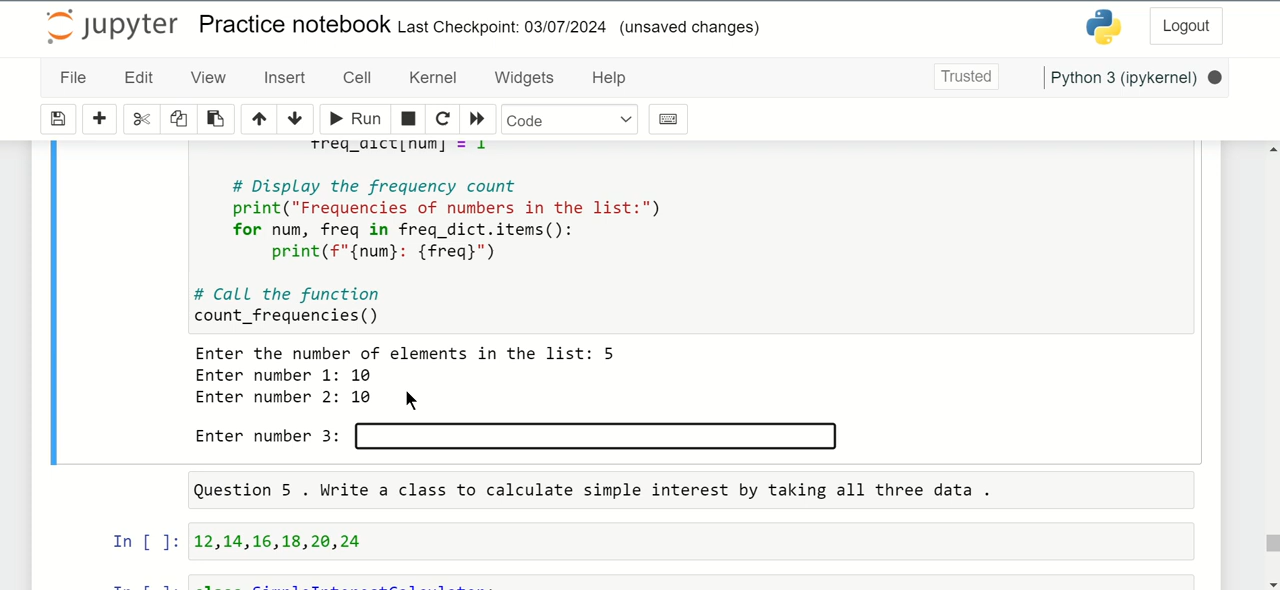 jupyter Practice notebook Last Checkpoint: 03/07/2024 (unsaved changes) Logout
File Edit View Insert Cell Kernel Widgets Help Trusted Python 3 (ipykernel)
Run Code
freq_dict[num] = 1
# Display the frequency count
print("Frequencies of numbers in the list:")
for num, freq in freq_dict.items():
print(f"{num}: {freq}")
# Call the function
count_frequencies()
Enter the number of elements in the list: 5
Enter number 1: 10
Enter number 2: 10
Enter number 3:
Question 5 . Write a class to calculate simple interest by taking all three data .
In [ ]: 12,14,16,18,20,24
In [ ]: class SimpleInterestCalculator: